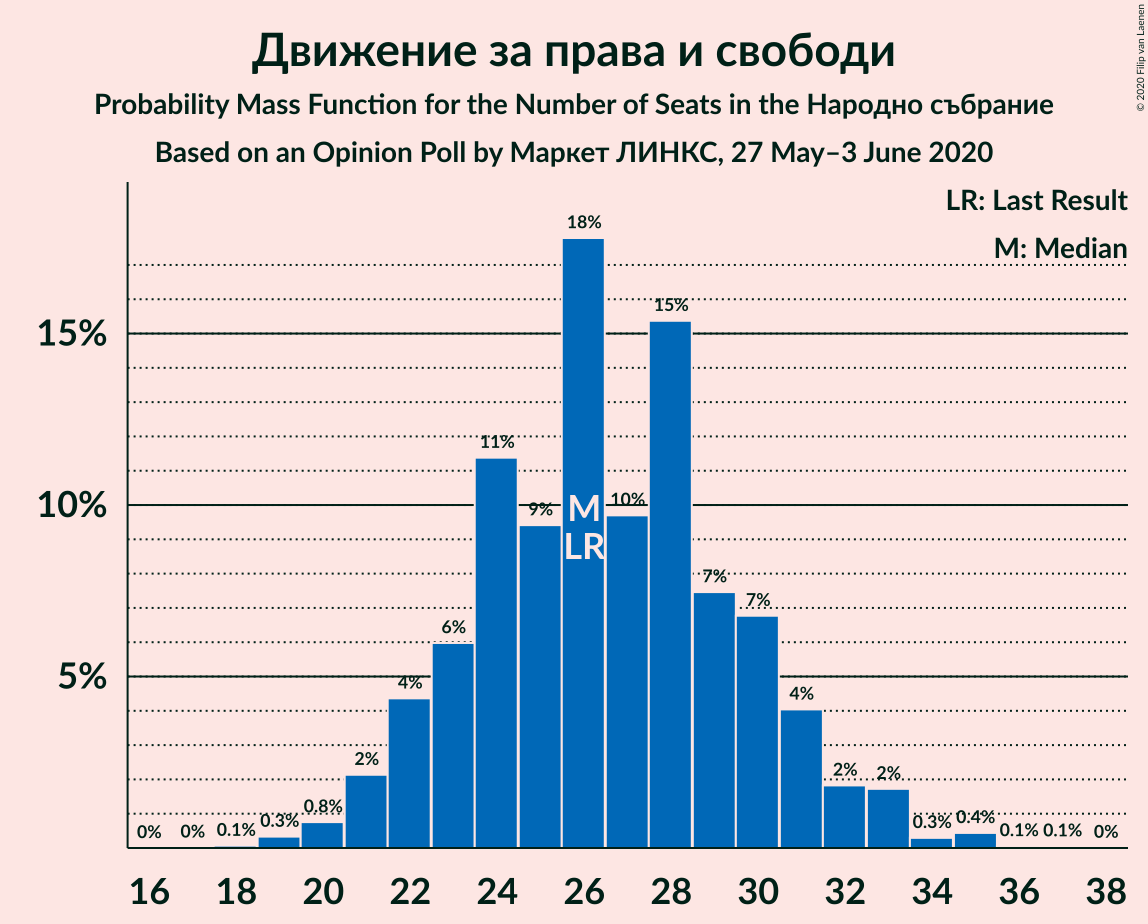 Движение за права и свободи
Probability Mass Function for the Number of Seats in the Народно събрание
Based on an Opinion Poll by Маркет ЛИНКС, 27 May–3 June 2020
© 2020 Filip van Laenen
LR: Last Result
M: Median
15%
10%
5%
0%
0%
0.1%
0.3%
0.8%
2%
4%
6%
11%
9%
18%
10%
15%
7%
7%
4%
2%
2%
0.3%
0.4%
0.1%
0.1%
0%
M
LR
16 18 20 22 24 26 28 30 32 34 36 38